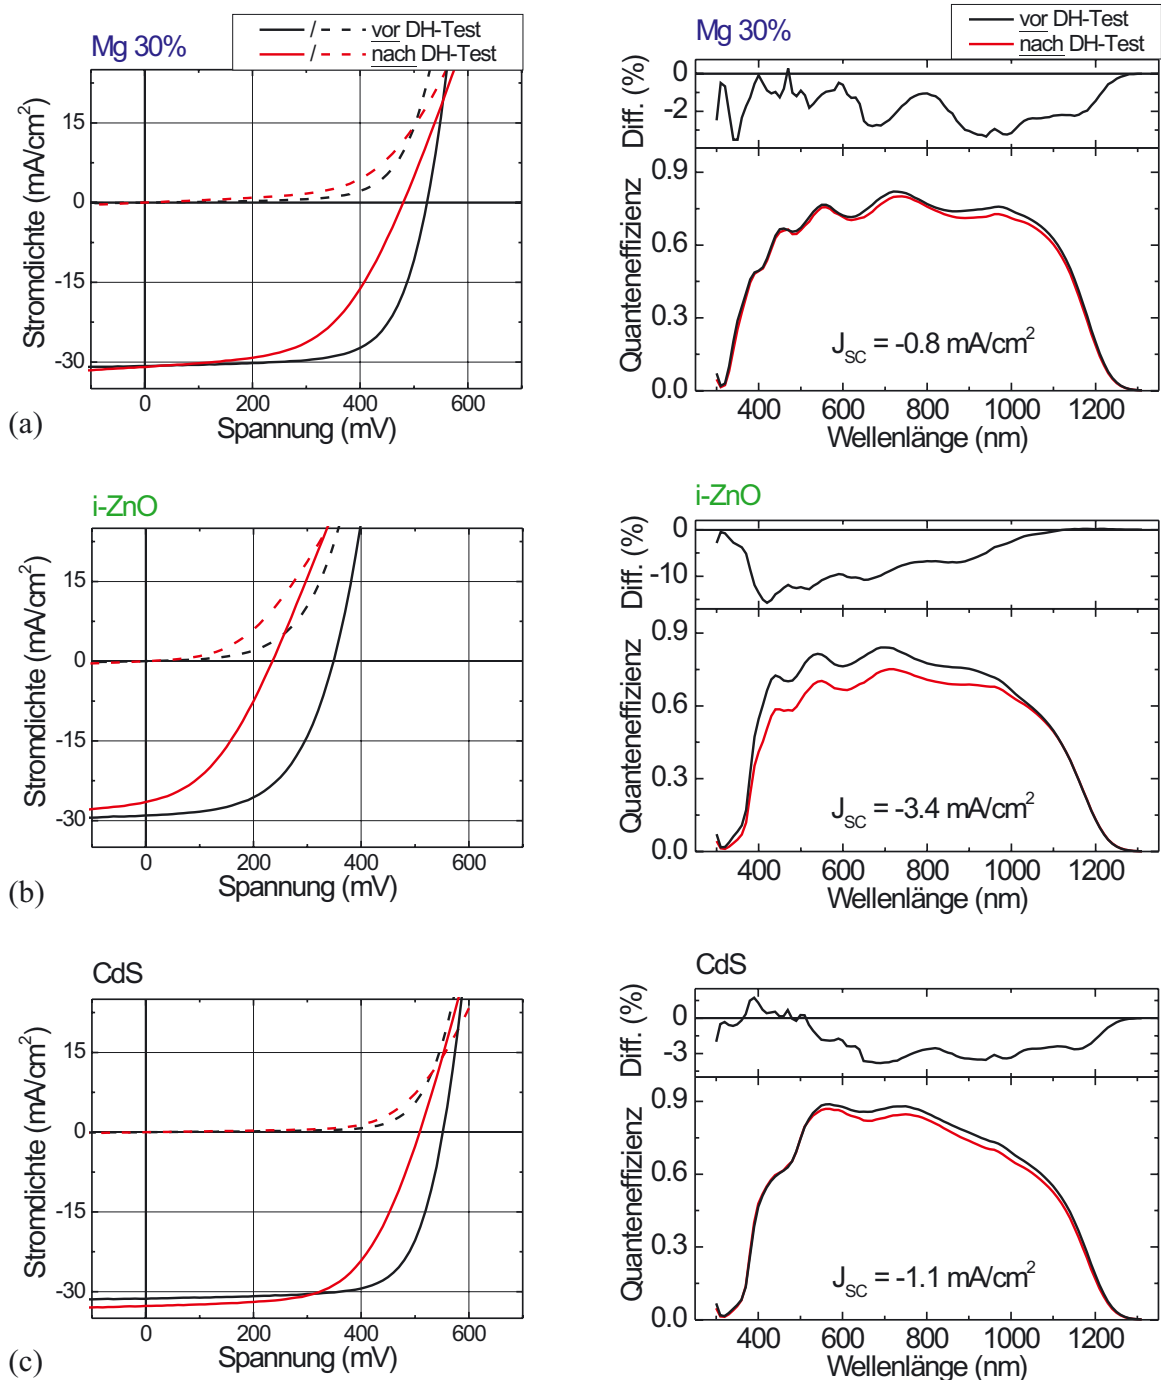 Mg 30%
/ vor DH-Test
/ nach DH-Test
Stromdichte (mA/cm²)
15
0
-15
-30
0 200 400 600
Spannung (mV)
(a)
Mg 30%
vor DH-Test
nach DH-Test
Diff. (%)
0
-2
Quanteneffizienz
0.9
0.6
0.3
0.0
J_SC = -0.8 mA/cm²
400 600 800 1000 1200
Wellenlänge (nm)
i-ZnO
Stromdichte (mA/cm²)
15
0
-15
-30
0 200 400 600
Spannung (mV)
(b)
i-ZnO
Diff. (%)
0
-10
Quanteneffizienz
0.9
0.6
0.3
0.0
J_SC = -3.4 mA/cm²
400 600 800 1000 1200
Wellenlänge (nm)
CdS
Stromdichte (mA/cm²)
15
0
-15
-30
0 200 400 600
Spannung (mV)
(c)
CdS
Diff. (%)
0
-3
Quanteneffizienz
0.9
0.6
0.3
0.0
J_SC = -1.1 mA/cm²
400 600 800 1000 1200
Wellenlänge (nm)